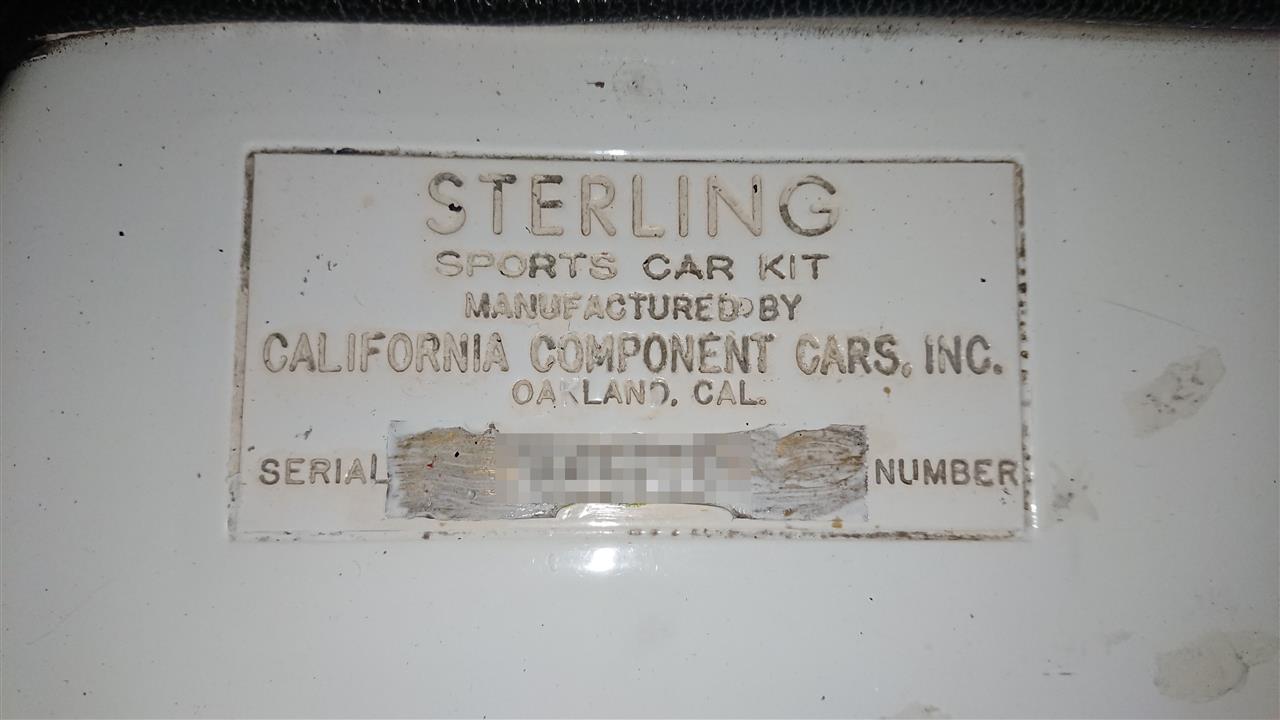 STERLING
SPORTS CAR KIT
MANUFACTURED BY
CALIFORNIA COMPONENT CARS, INC.
OAKLAND, CAL.
SERIAL NUMBER